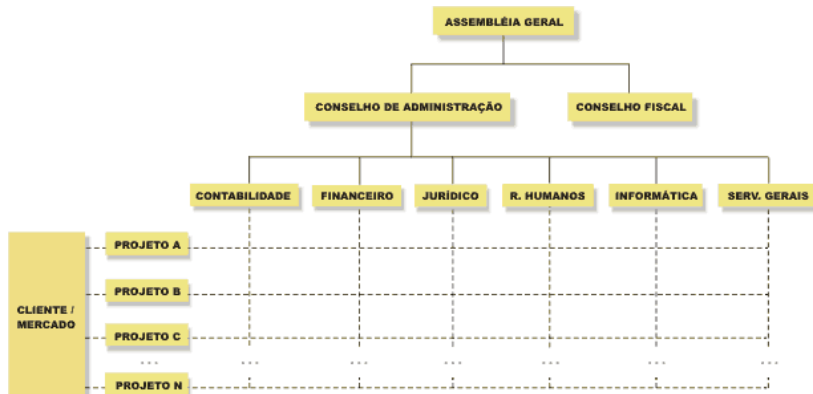 ASSEMBLÉIA GERAL
CONSELHO DE ADMINISTRAÇÃO
CONSELHO FISCAL
CONTABILIDADE
FINANCEIRO
JURÍDICO
R. HUMANOS
INFORMÁTICA
SERV. GERAIS
CLIENTE /
MERCADO
PROJETO A
PROJETO B
PROJETO C
... ... ... ... ... ... ...
PROJETO N